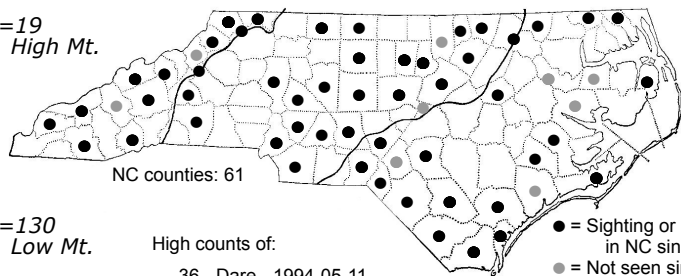 =19
High Mt.
NC counties: 61
=130
Low Mt.
High counts of:
36 - Dare - 1994-05-11
● = Sighting or
in NC sin
● = Not seen si